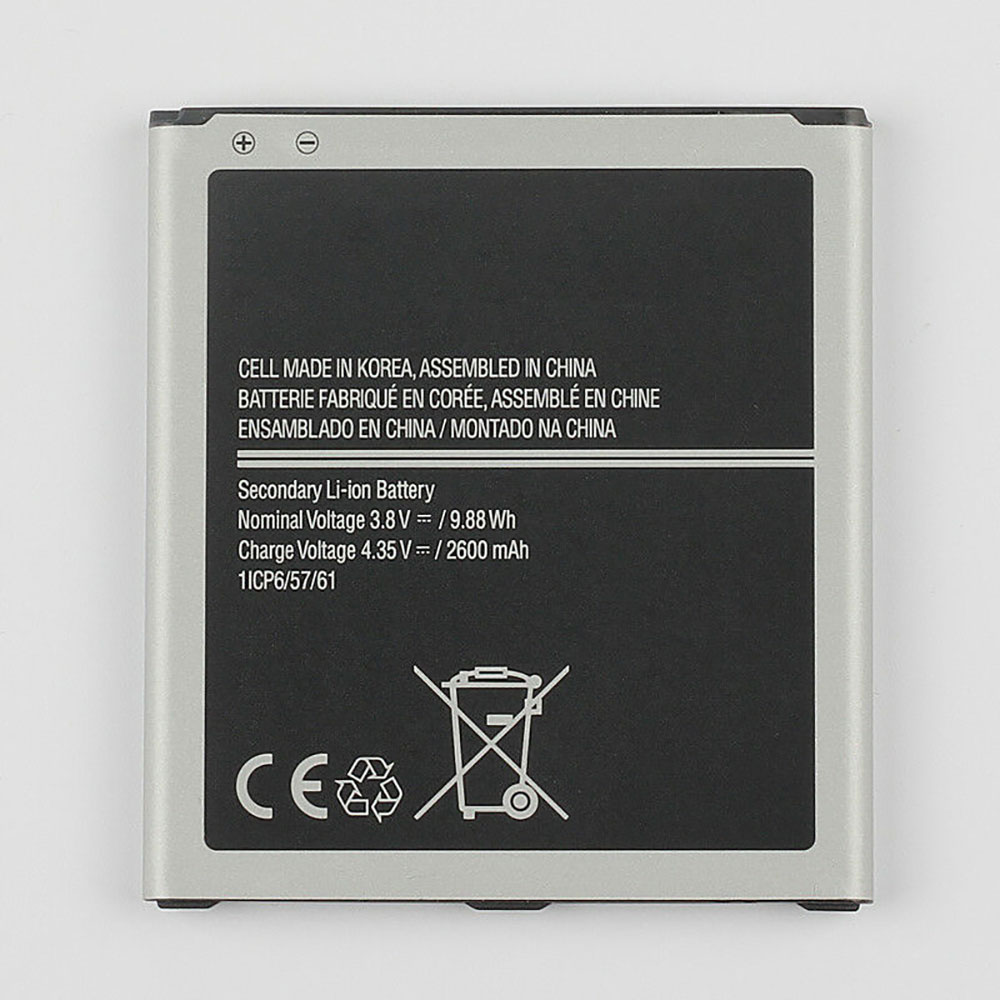 CELL MADE IN KOREA, ASSEMBLED IN CHINA
BATTERIE FABRIQUÉ EN CORÉE, ASSEMBLÉ EN CHINE
ENSAMBLADO EN CHINA / MONTADO NA CHINA
Secondary Li-ion Battery
Nominal Voltage 3.8 V ⎓ / 9.88 Wh
Charge Voltage 4.35 V ⎓ / 2600 mAh
1ICP6/57/61
CE